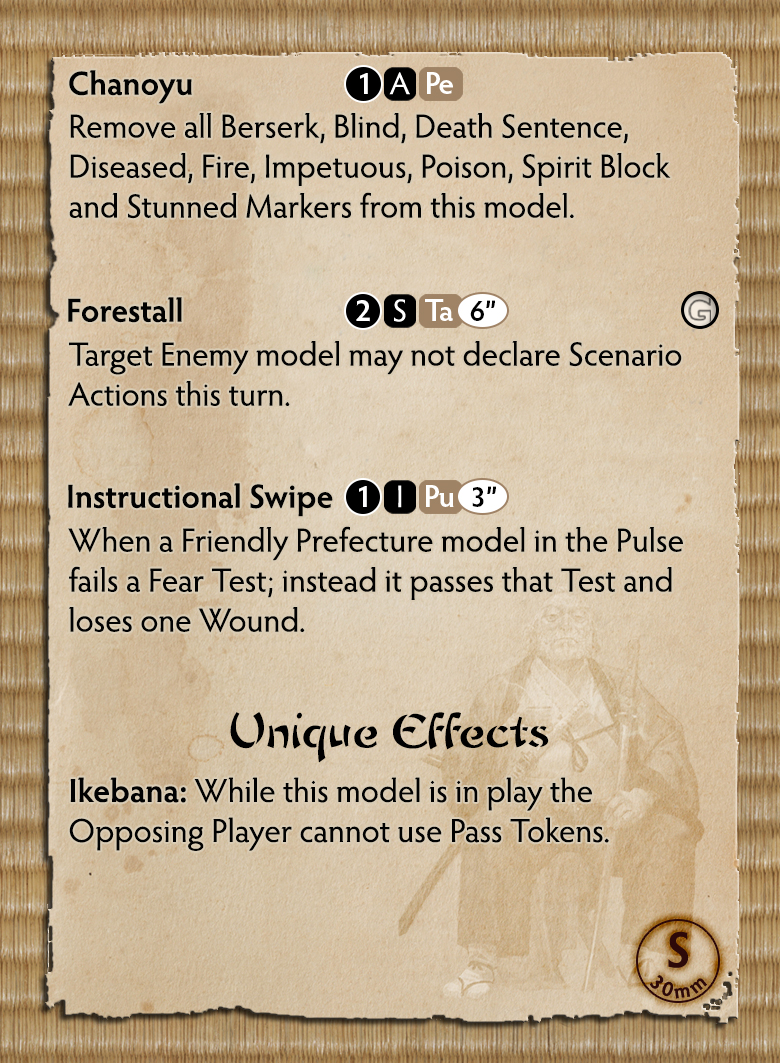 Chanoyu 1 A Pe
Remove all Berserk, Blind, Death Sentence,
Diseased, Fire, Impetuous, Poison, Spirit Block
and Stunned Markers from this model.
Forestall 2 S Ta 6" G
Target Enemy model may not declare Scenario
Actions this turn.
Instructional Swipe 1 I Pu 3"
When a Friendly Prefecture model in the Pulse
fails a Fear Test; instead it passes that Test and
loses one Wound.
Unique Effects
Ikebana: While this model is in play the
Opposing Player cannot use Pass Tokens.
S
30mm